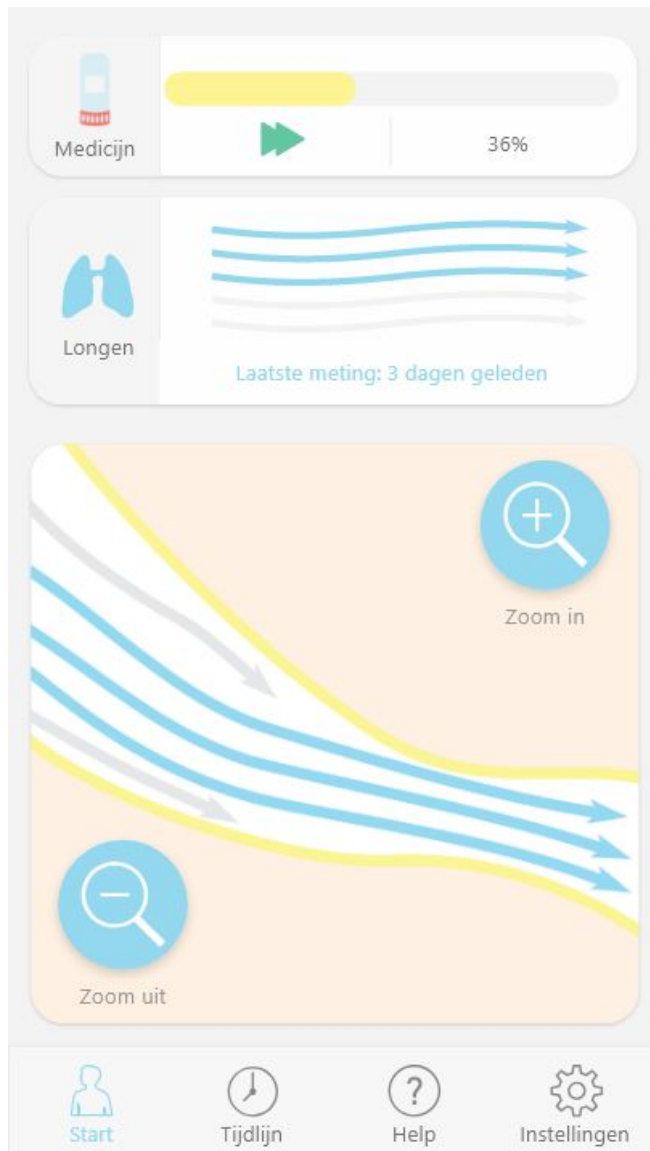 Medicijn
36%
Longen
Laatste meting: 3 dagen geleden
Zoom in
Zoom uit
Start
Tijdlijn
Help
Instellingen